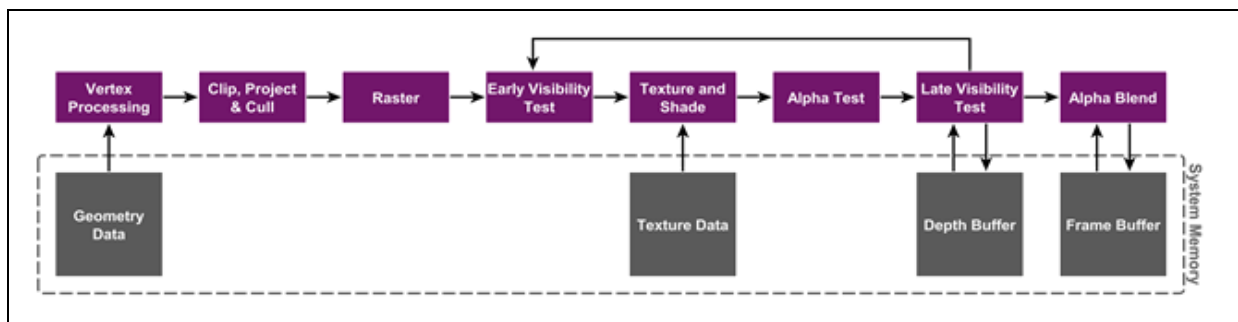 Vertex
Processing
Clip, Project
& Cull
Raster
Early Visibility
Test
Texture and
Shade
Alpha Test
Late Visibility
Test
Alpha Blend
Geometry
Data
Texture Data
Depth Buffer
Frame Buffer
System Memory